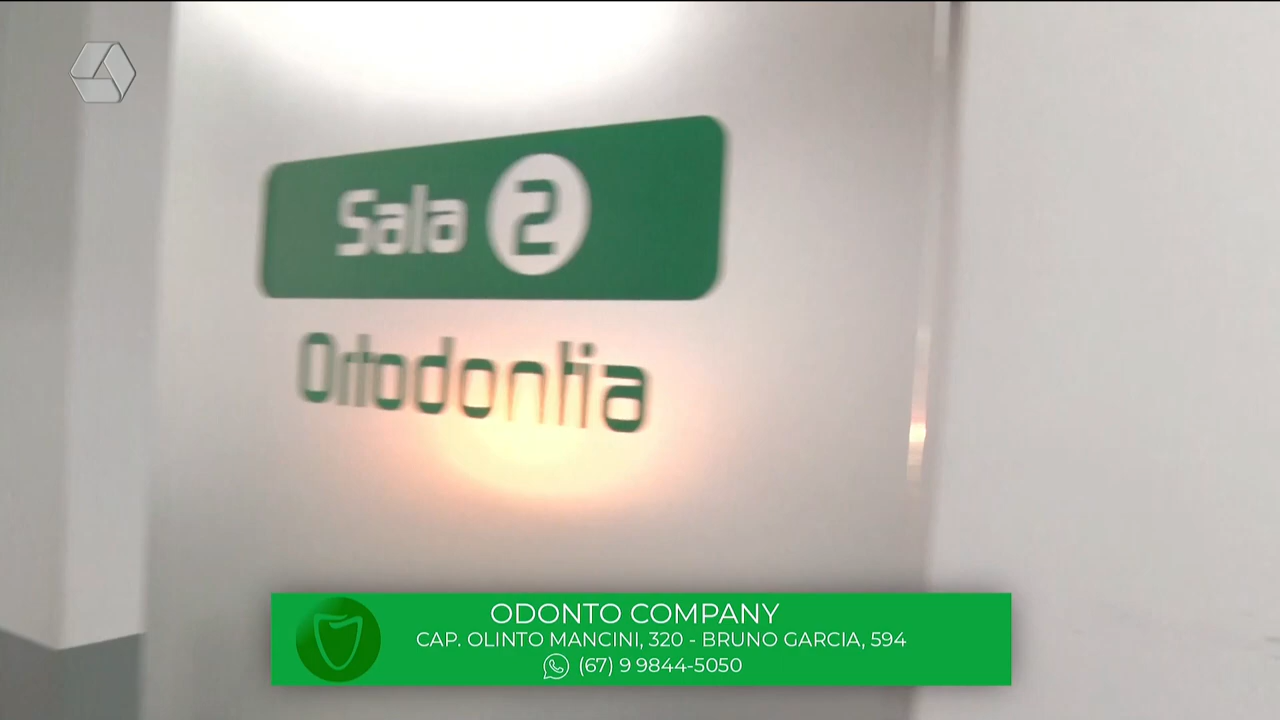 Sala 2
Ortodontia
ODONTO COMPANY
CAP. OLINTO MANCINI, 320 - BRUNO GARCIA, 594
(67) 9 9844-5050